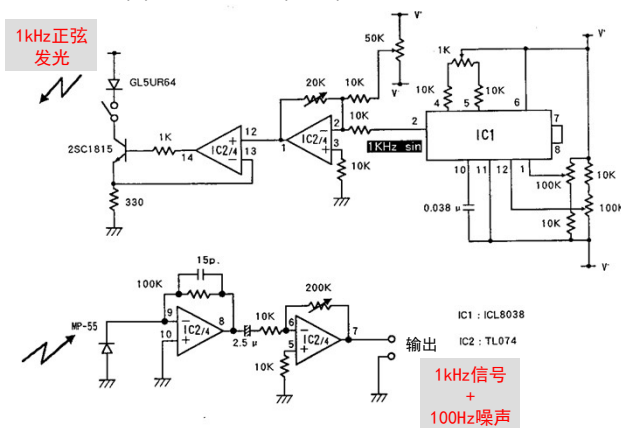 1kHz正弦
发光
GL5UR64
2SC1815
1K
14
330
12
13
IC2/4
20K
10K
50K
V⁺
V⁻
1
2
3
IC2/4
10K
10K
1KHz sin
2
1K
10K
10K
4
5
6
IC1
7
8
10
11
12
1
0.038 μ
100K
10K
10K
100K
V⁻
15p.
100K
MP-55
9
10
8
IC2/4
2.5 μ
10K
200K
6
5
7
IC2/4
10K
输出
IC1 : ICL8038
IC2 : TL074
1kHz信号
+
100Hz噪声